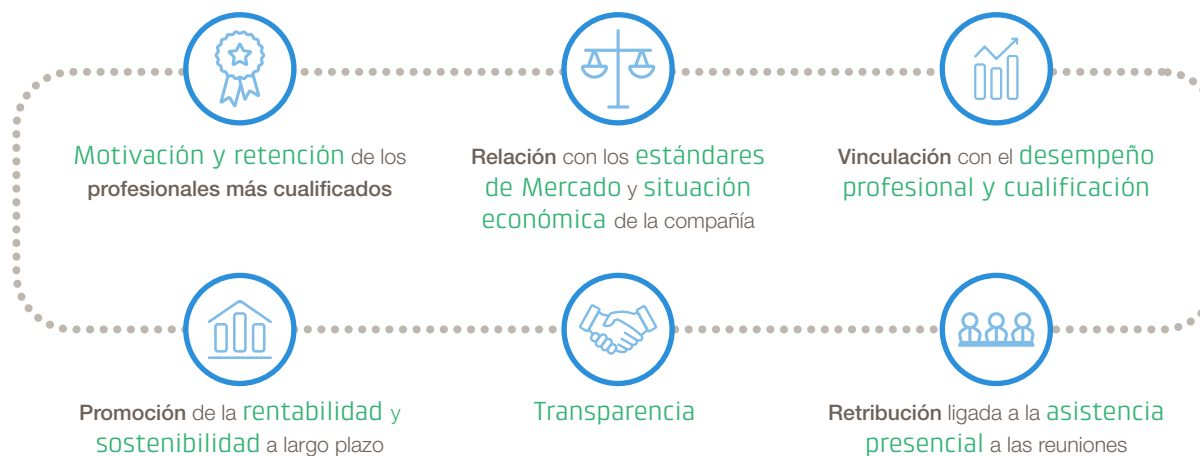 Motivación y retención de los
profesionales más cualificados
Relación con los estándares
de Mercado y situación
económica de la compañía
Vinculación con el desempeño
profesional y cualificación
Promoción de la rentabilidad y
sostenibilidad a largo plazo
Transparencia
Retribución ligada a la asistencia
presencial a las reuniones